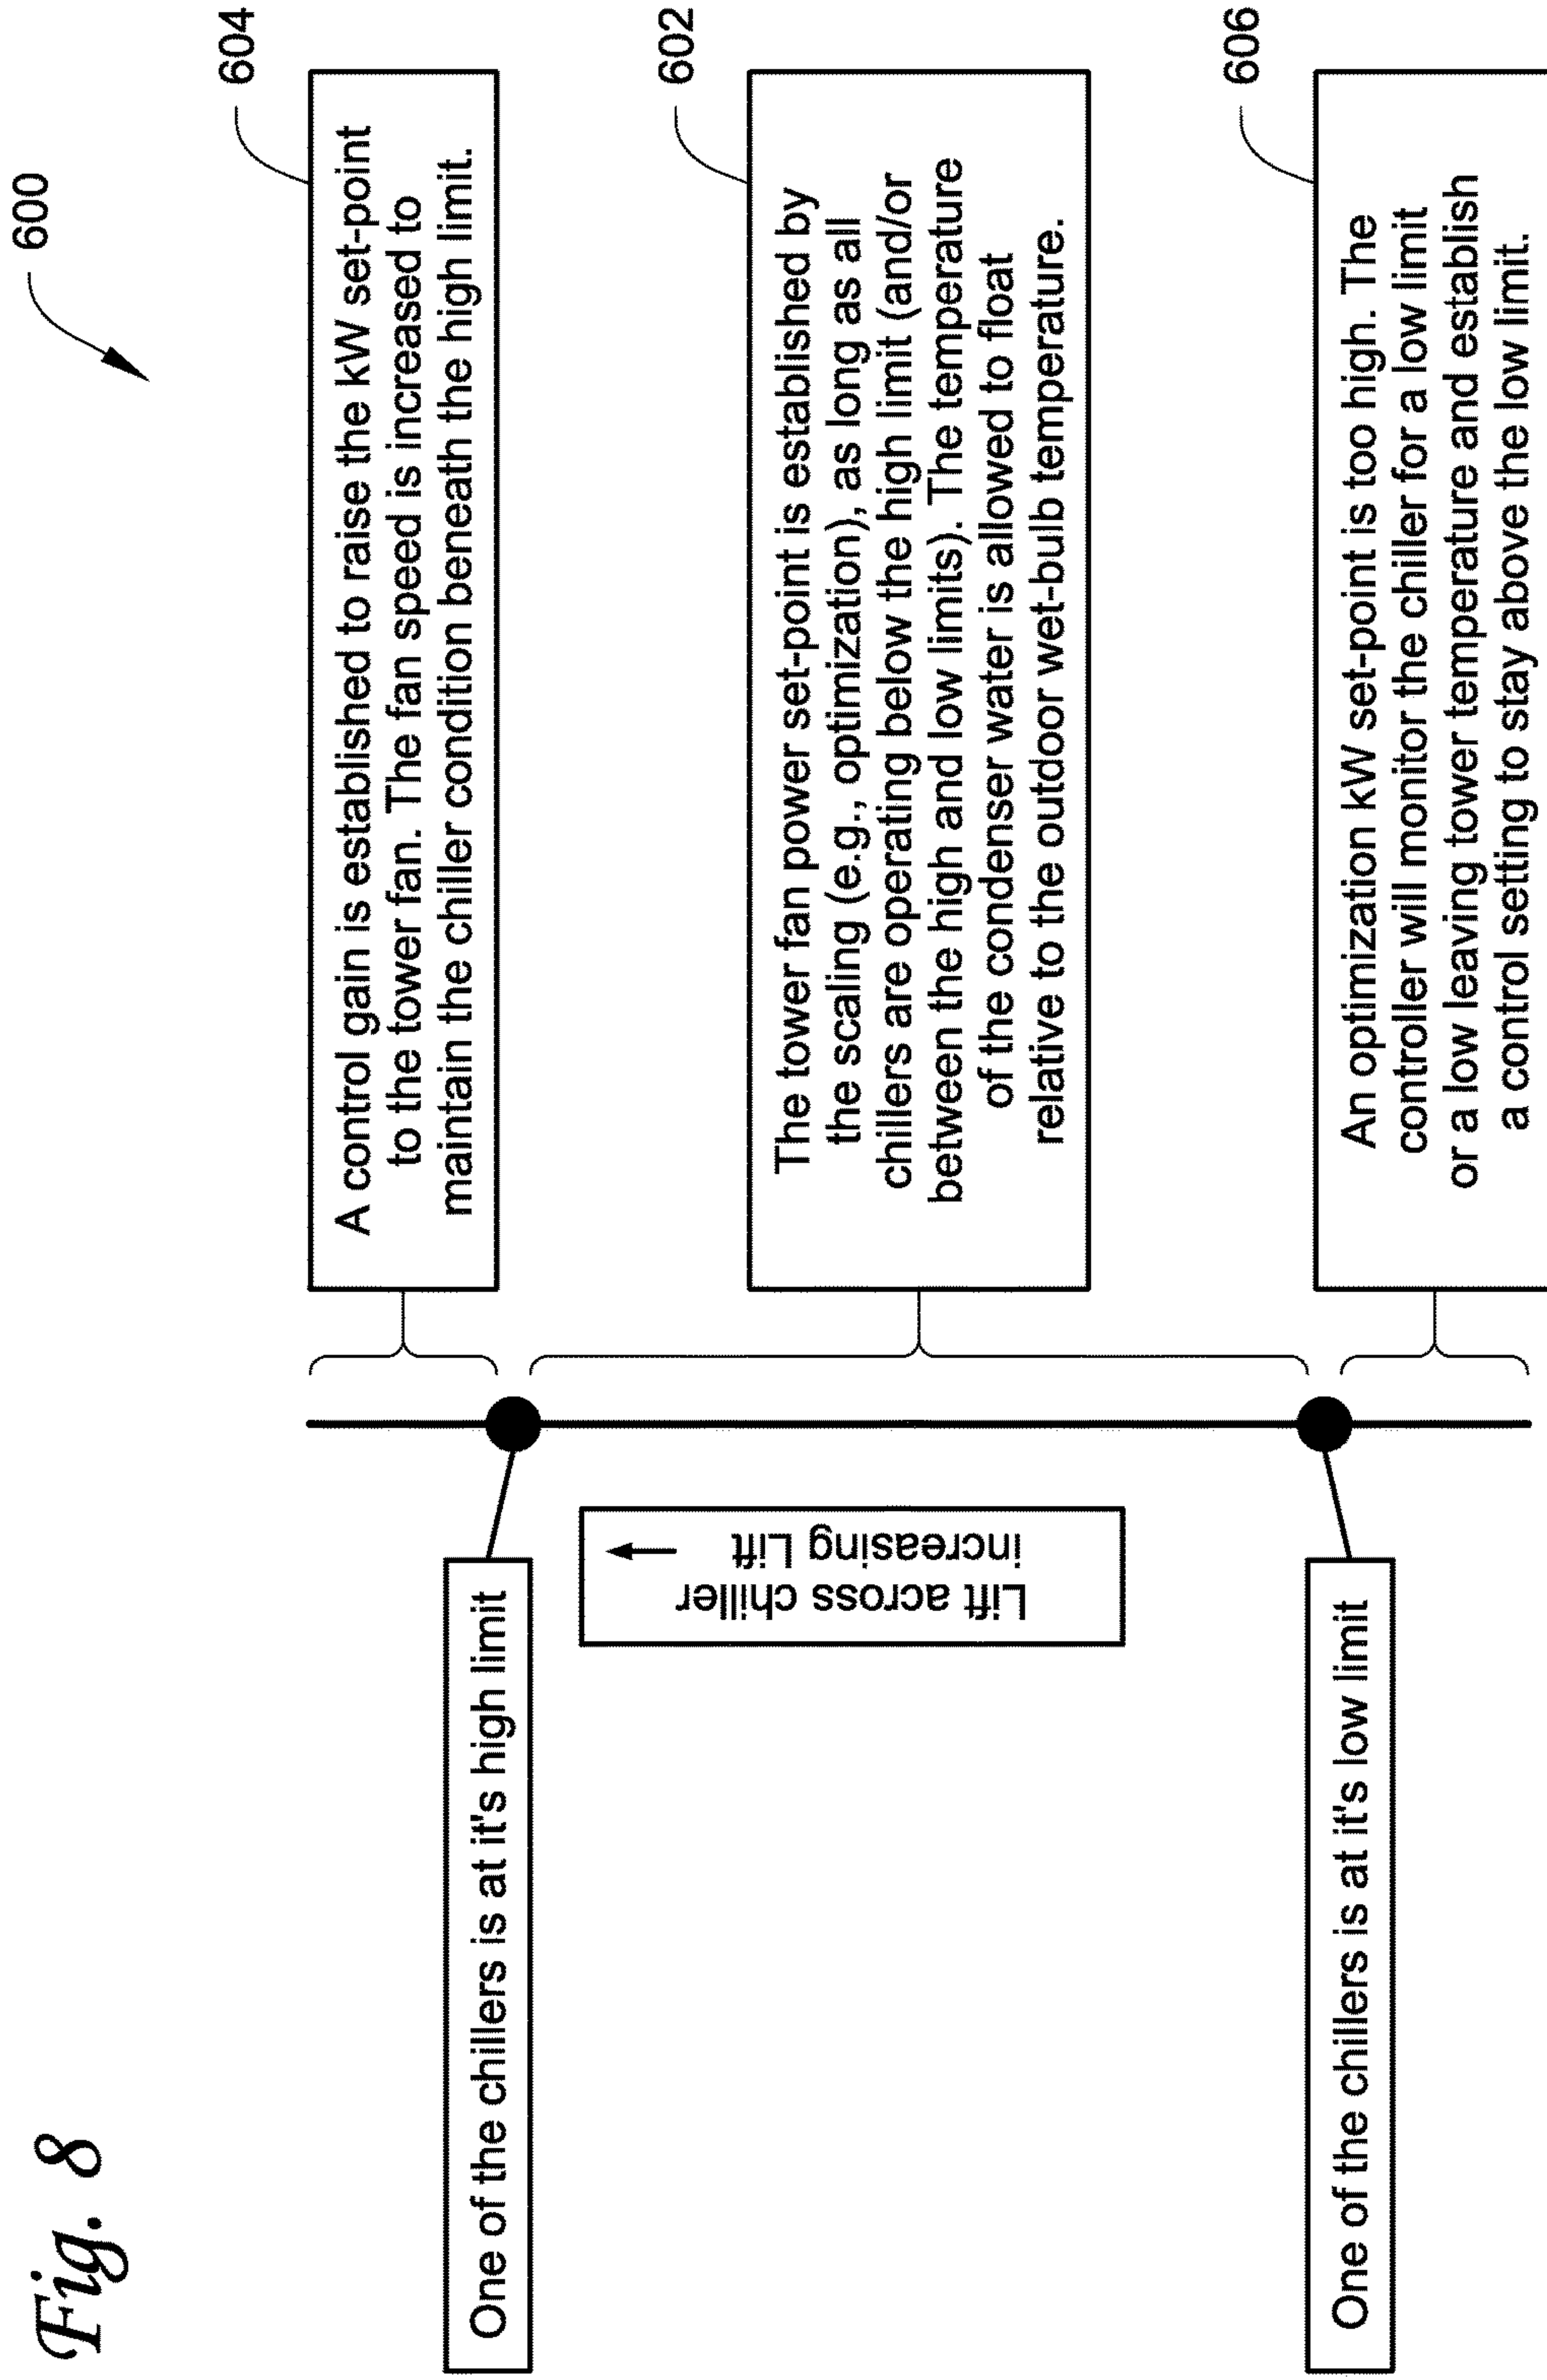 Fig. 8
600
604
A control gain is established to raise the kW set-point
to the tower fan. The fan speed is increased to
maintain the chiller condition beneath the high limit.
One of the chillers is at it's high limit
602
The tower fan power set-point is established by
the scaling (e.g., optimization), as long as all
chillers are operating below the high limit (and/or
between the high and low limits). The temperature
of the condenser water is allowed to float
relative to the outdoor wet-bulb temperature.
Lift across chiller
increasing Lift
606
An optimization kW set-point is too high. The
controller will monitor the chiller for a low limit
or a low leaving tower temperature and establish
a control setting to stay above the low limit.
One of the chillers is at it's low limit